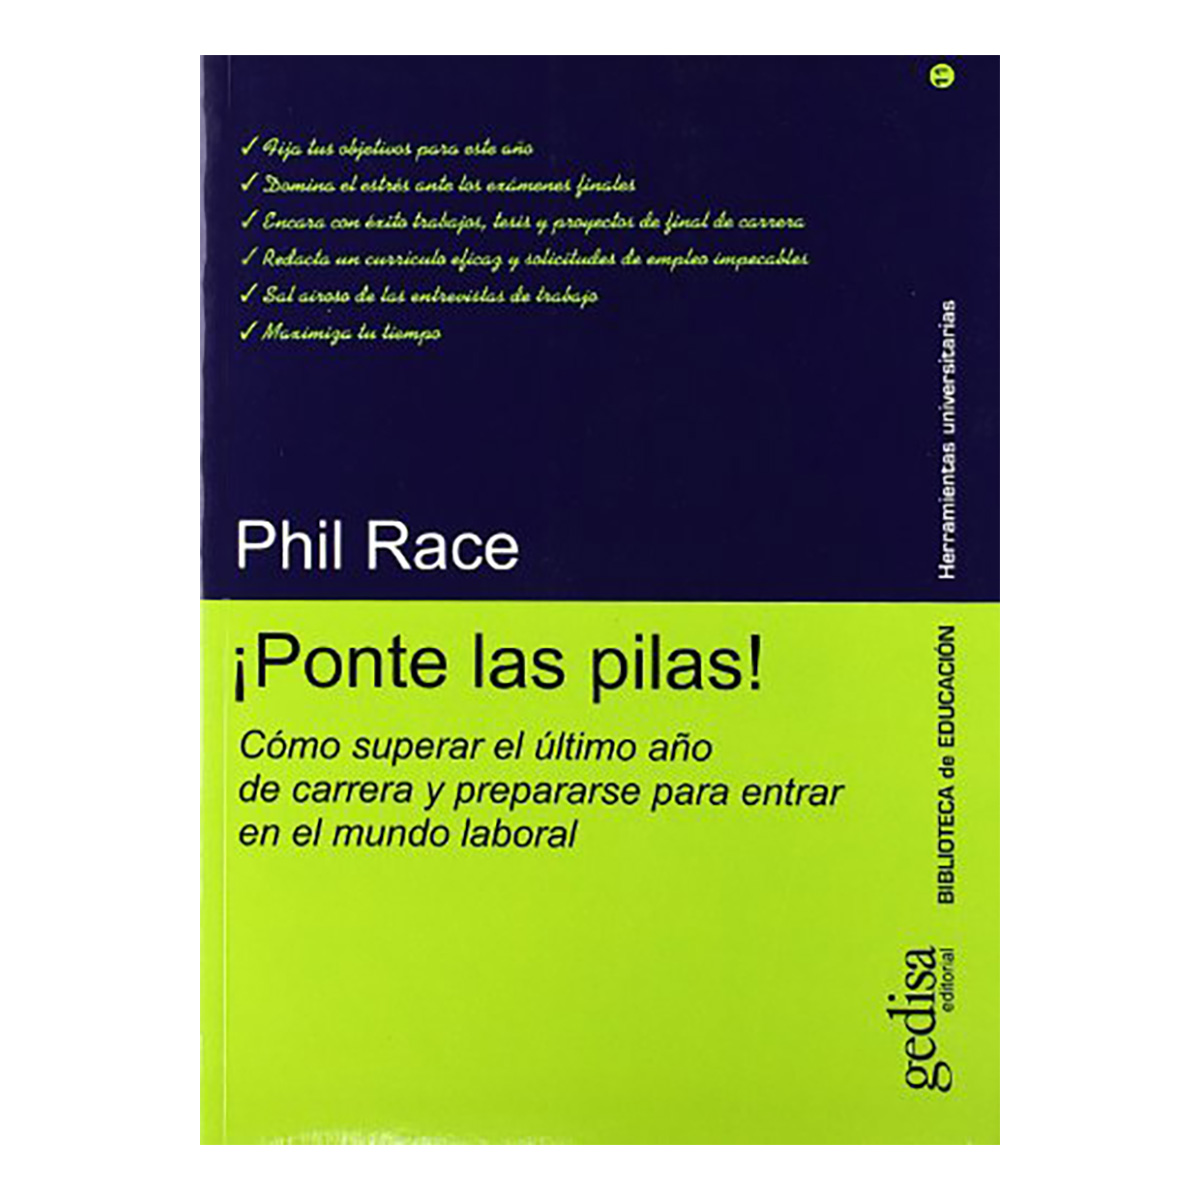 11
✓ Fija tus objetivos para este año
✓ Domina el estrés ante los exámenes finales
✓ Encara con éxito trabajos, tesis y proyectos de final de carrera
✓ Redacta un currículo eficaz y solicitudes de empleo impecables
✓ Sal airoso de las entrevistas de trabajo
✓ Maximiza tu tiempo
Herramientas universitarias
Phil Race
¡Ponte las pilas!
Cómo superar el último año
de carrera y prepararse para entrar
en el mundo laboral
BIBLIOTECA de EDUCACIÓN
gedisa
editorial